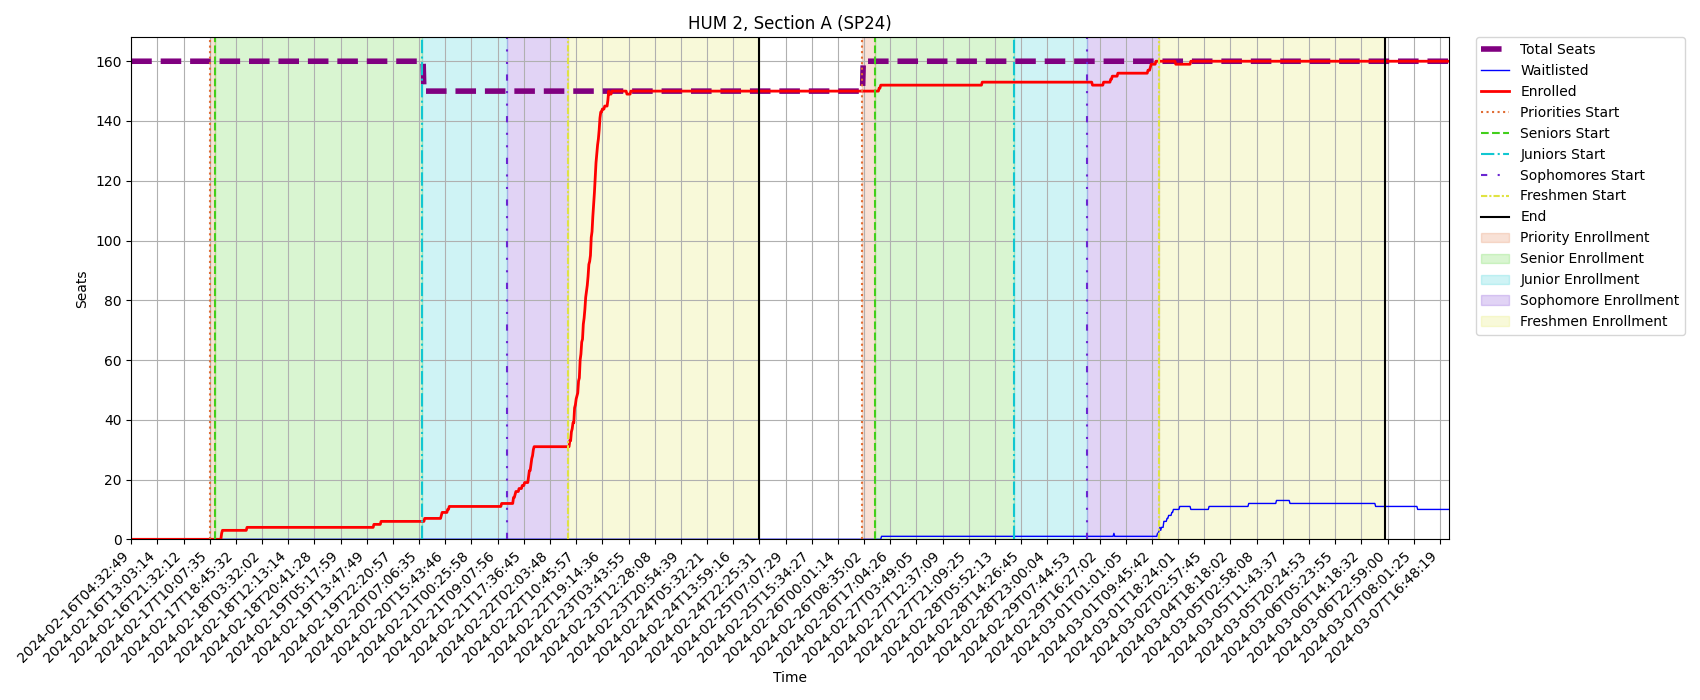 HUM 2, Section A (SP24)
Total Seats
Waitlisted
Enrolled
Priorities Start
Seniors Start
Juniors Start
Sophomores Start
Freshmen Start
End
Priority Enrollment
Senior Enrollment
Junior Enrollment
Sophomore Enrollment
Freshmen Enrollment
Seats
160
140
120
100
80
60
40
20
0
2024-02-16T04:32:49
2024-02-16T13:03:14
2024-02-16T21:32:12
2024-02-17T10:07:35
2024-02-17T18:45:32
2024-02-18T03:32:02
2024-02-18T12:13:14
2024-02-18T20:41:28
2024-02-19T05:17:59
2024-02-19T13:47:49
2024-02-19T22:20:57
2024-02-20T07:06:35
2024-02-20T15:43:46
2024-02-21T00:25:58
2024-02-21T09:07:56
2024-02-21T17:36:45
2024-02-22T02:03:48
2024-02-22T10:45:57
2024-02-22T19:14:36
2024-02-23T03:43:55
2024-02-23T12:28:08
2024-02-23T20:54:39
2024-02-24T05:32:21
2024-02-24T13:59:16
2024-02-24T22:25:31
2024-02-25T07:07:29
2024-02-25T15:34:27
2024-02-26T00:01:14
2024-02-26T08:35:02
2024-02-26T17:04:26
2024-02-27T03:49:05
2024-02-27T12:37:09
2024-02-27T21:09:25
2024-02-28T05:52:13
2024-02-28T14:26:45
2024-02-28T23:00:04
2024-02-29T07:44:53
2024-02-29T16:27:02
2024-03-01T01:01:05
2024-03-01T09:45:42
2024-03-01T18:24:01
2024-03-02T02:57:45
2024-03-04T18:18:02
2024-03-05T02:58:08
2024-03-05T11:43:37
2024-03-05T20:24:53
2024-03-06T05:23:55
2024-03-06T14:18:32
2024-03-06T22:59:00
2024-03-07T08:01:25
2024-03-07T16:48:19
Time